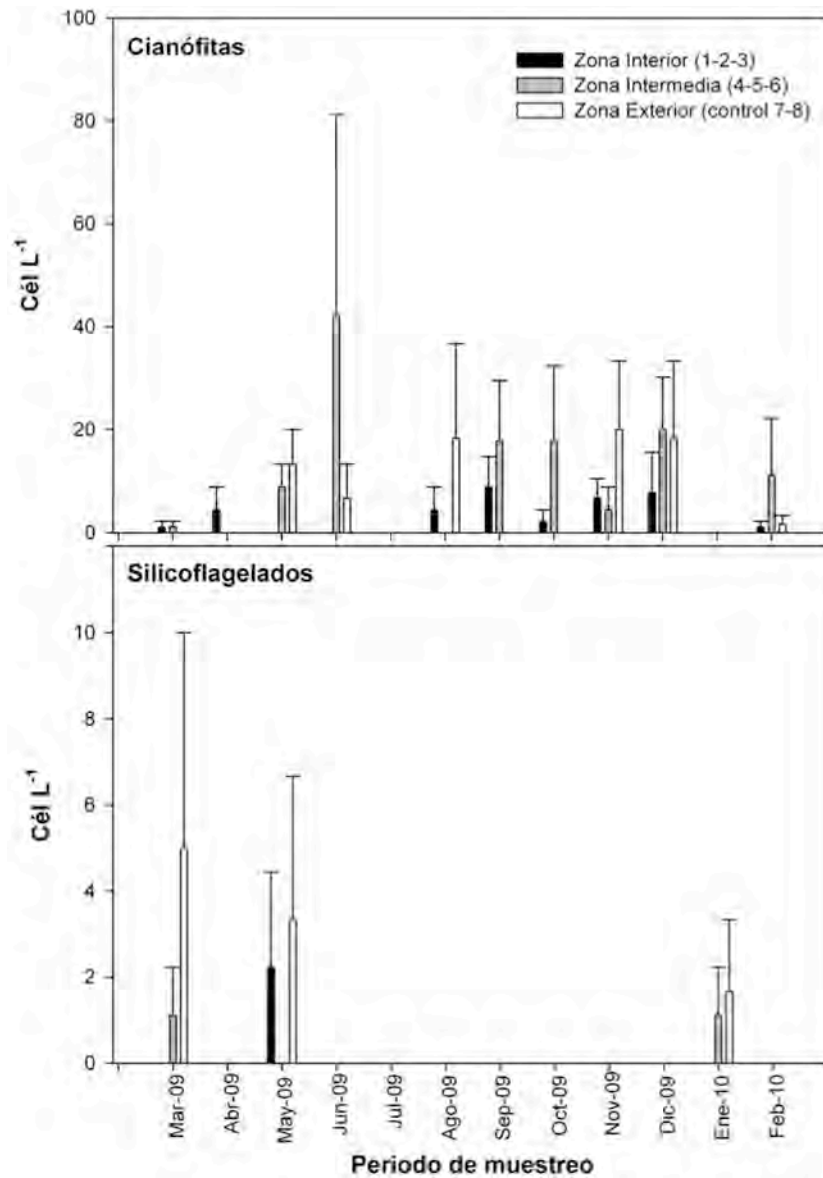 Cianófitas
Zona Interior (1-2-3)
Zona Intermedia (4-5-6)
Zona Exterior (control 7-8)
100
80
60
40
20
0
Cél L⁻¹
Silicoflagelados
10
8
6
4
2
0
Cél L⁻¹
Mar-09
Abr-09
May-09
Jun-09
Jul-09
Ago-09
Sep-09
Oct-09
Nov-09
Dic-09
Ene-10
Feb-10
Periodo de muestreo